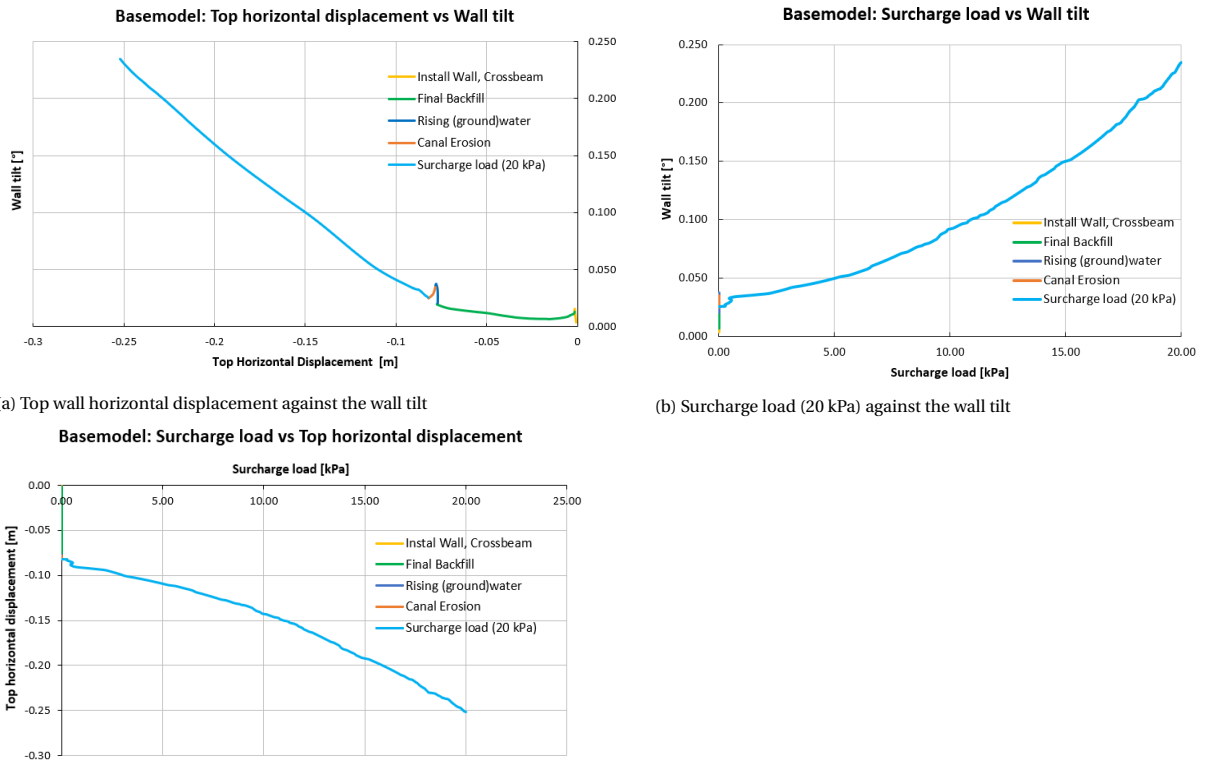 Basemodel: Top horizontal displacement vs Wall tilt
0.250
0.200
0.150
0.100
0.050
0.000
Wall tilt [°]
Install Wall, Crossbeam
Final Backfill
Rising (ground)water
Canal Erosion
Surcharge load (20 kPa)
-0.3 -0.25 -0.2 -0.15 -0.1 -0.05 0
Top Horizontal Displacement [m]
a) Top wall horizontal displacement against the wall tilt
Basemodel: Surcharge load vs Wall tilt
0.250
0.200
0.150
0.100
0.050
0.000
Wall tilt [°]
Install Wall, Crossbeam
Final Backfill
Rising (ground)water
Canal Erosion
Surcharge load (20 kPa)
0.00 5.00 10.00 15.00 20.00
Surcharge load [kPa]
(b) Surcharge load (20 kPa) against the wall tilt
Basemodel: Surcharge load vs Top horizontal displacement
Surcharge load [kPa]
0.00 5.00 10.00 15.00 20.00 25.00
0.00
-0.05
-0.10
-0.15
-0.20
-0.25
-0.30
Top horizontal displacement [m]
Instal Wall, Crossbeam
Final Backfill
Rising (ground)water
Canal Erosion
Surcharge load (20 kPa)